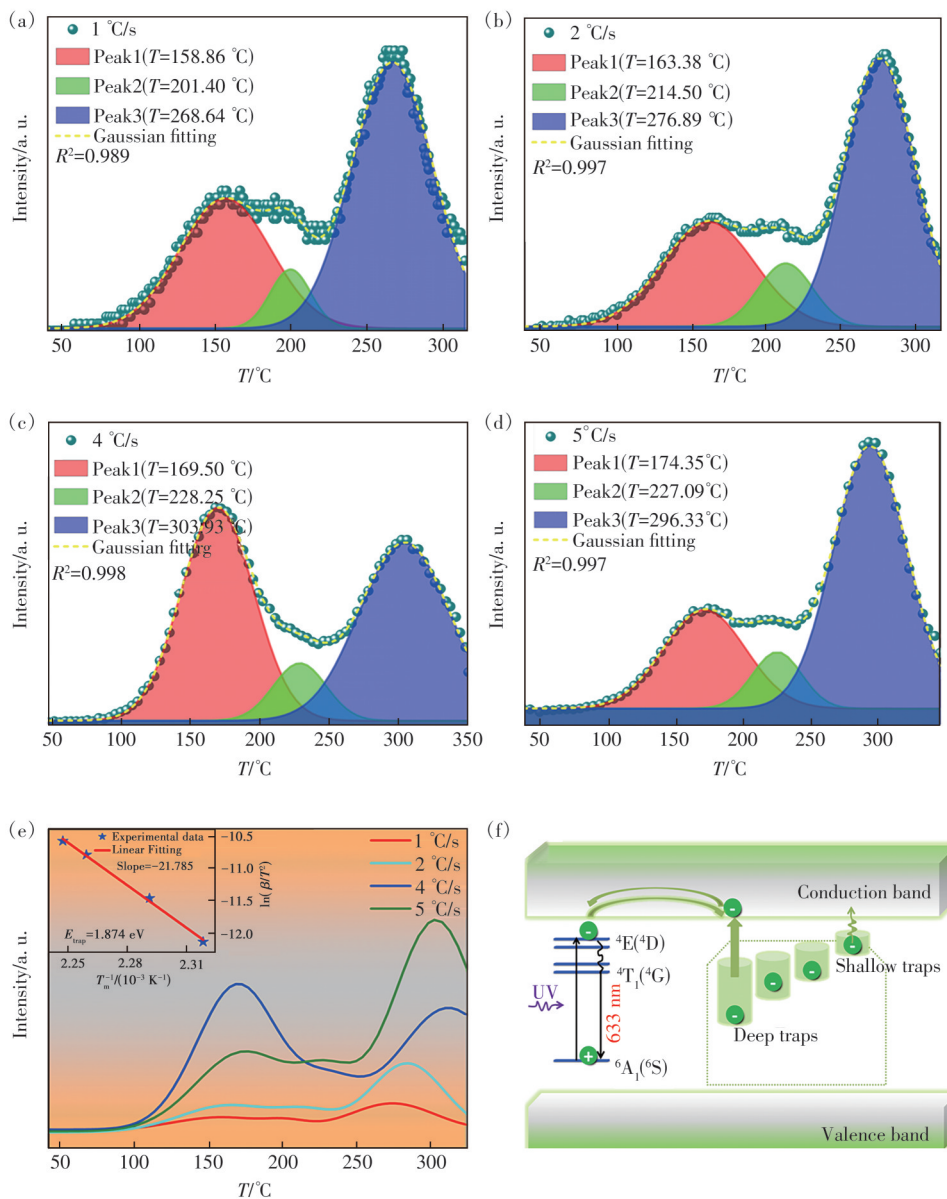 (a)
1 ℃/s
Peak1(T=158.86 ℃)
Peak2(T=201.40 ℃)
Peak3(T=268.64 ℃)
Gaussian fitting
R²=0.989
Intensity/a. u.
50 100 150 200 250 300
T/℃
(b)
2 ℃/s
Peak1(T=163.38 ℃)
Peak2(T=214.50 ℃)
Peak3(T=276.89 ℃)
Gaussian fitting
R²=0.997
Intensity/a. u.
50 100 150 200 250 300
T/℃
(c)
4 ℃/s
Peak1(T=169.50 ℃)
Peak2(T=228.25 ℃)
Peak3(T=303.93 ℃)
Gaussian fitting
R²=0.998
Intensity/a. u.
50 100 150 200 250 300 350
T/℃
(d)
5℃/s
Peak1(T=174.35℃)
Peak2(T=227.09℃)
Peak3(T=296.33℃)
Gaussian fitting
R²=0.997
Intensity/a. u.
50 100 150 200 250 300
T/℃
(e)
Experimental data
Linear Fitting
Slope=−21.785
E_trap=1.874 eV
−10.5
−11.0
−11.5
−12.0
ln(β/T²)
2.25 2.28 2.31
T_m⁻¹/(10⁻³ K⁻¹)
1 ℃/s
2 ℃/s
4 ℃/s
5 ℃/s
Intensity/a. u.
50 100 150 200 250 300
T/℃
(f)
Conduction band
⁴E(⁴D)
⁴T₁(⁴G)
Shallow traps
UV
633 nm
Deep traps
⁶A₁(⁶S)
Valence band